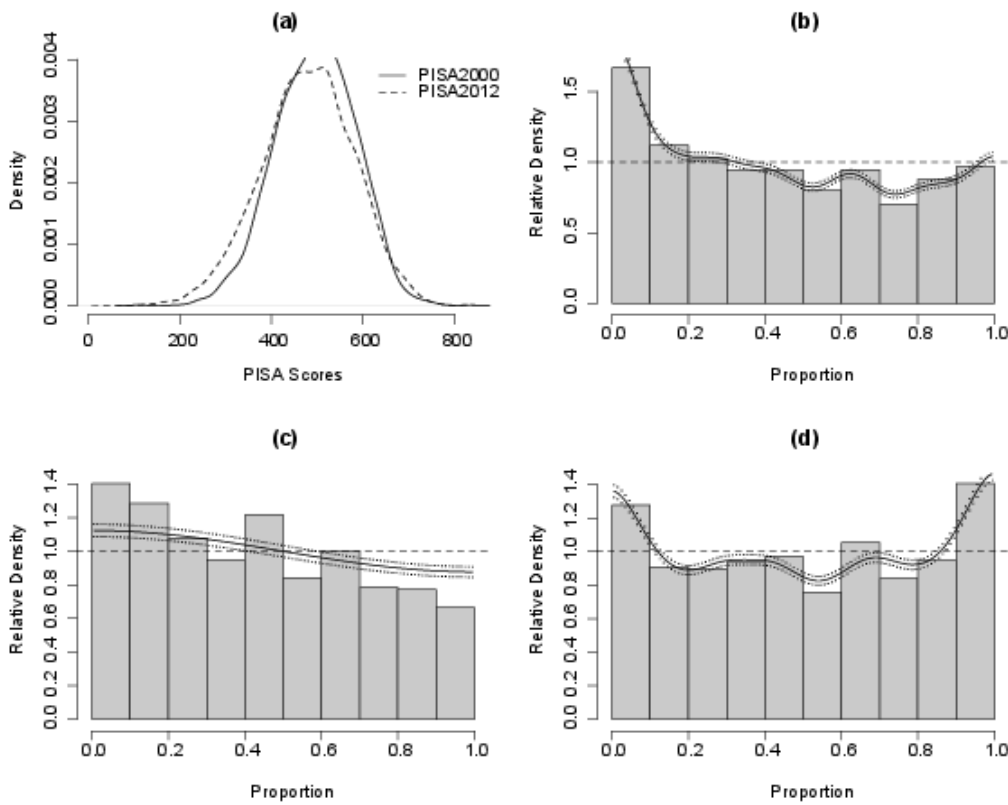 (a)
0.004
0.003
0.002
0.001
0.000
Density
PISA2000
PISA2012
0 200 400 600 800
PISA Scores
(b)
1.5
1.0
0.5
0.0
Relative Density
0.0 0.2 0.4 0.6 0.8 1.0
Proportion
(c)
1.4
1.2
1.0
0.8
0.6
0.4
0.2
0.0
Relative Density
0.0 0.2 0.4 0.6 0.8 1.0
Proportion
(d)
1.4
1.2
1.0
0.8
0.6
0.4
0.2
0.0
Relative Density
0.0 0.2 0.4 0.6 0.8 1.0
Proportion